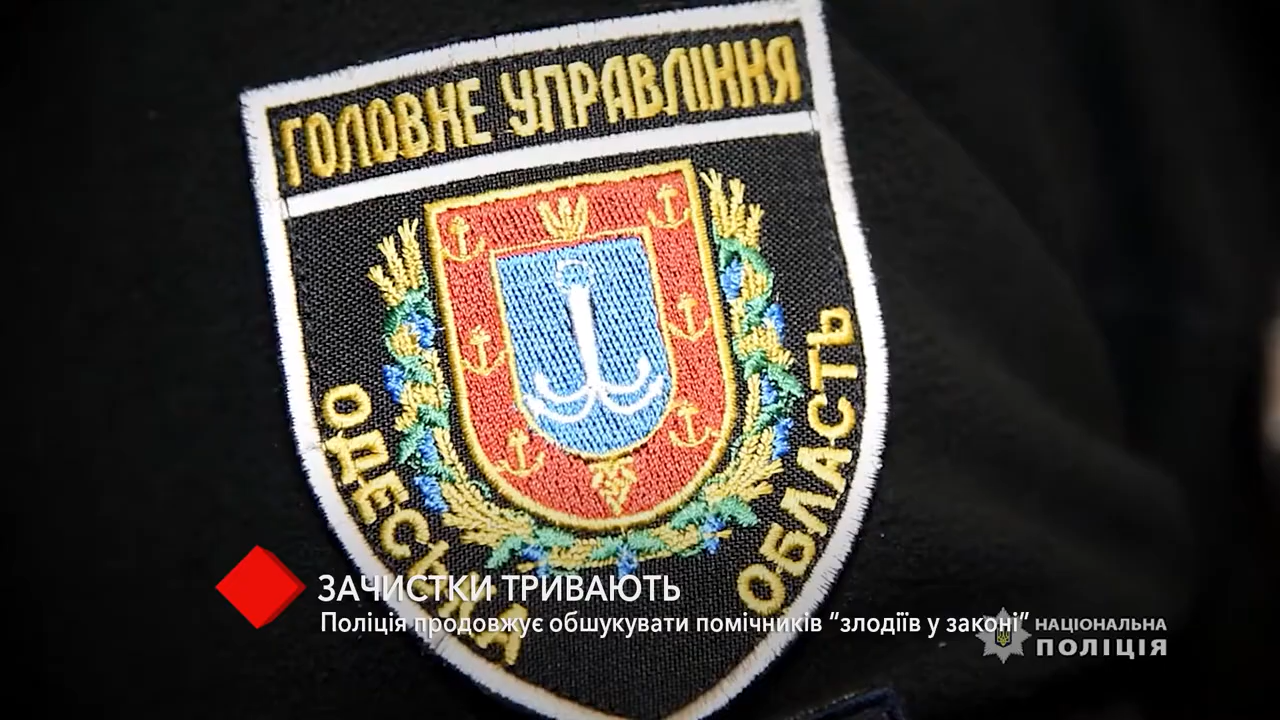 ГОЛОВНЕ УПРАВЛІННЯ
ОДЕСЬКА ОБЛАСТЬ
ЗАЧИСТКИ ТРИВАЮТЬ
Поліція продовжує обшукувати помічників “злодіїв у законі”
НАЦІОНАЛЬНА
ПОЛІЦІЯ